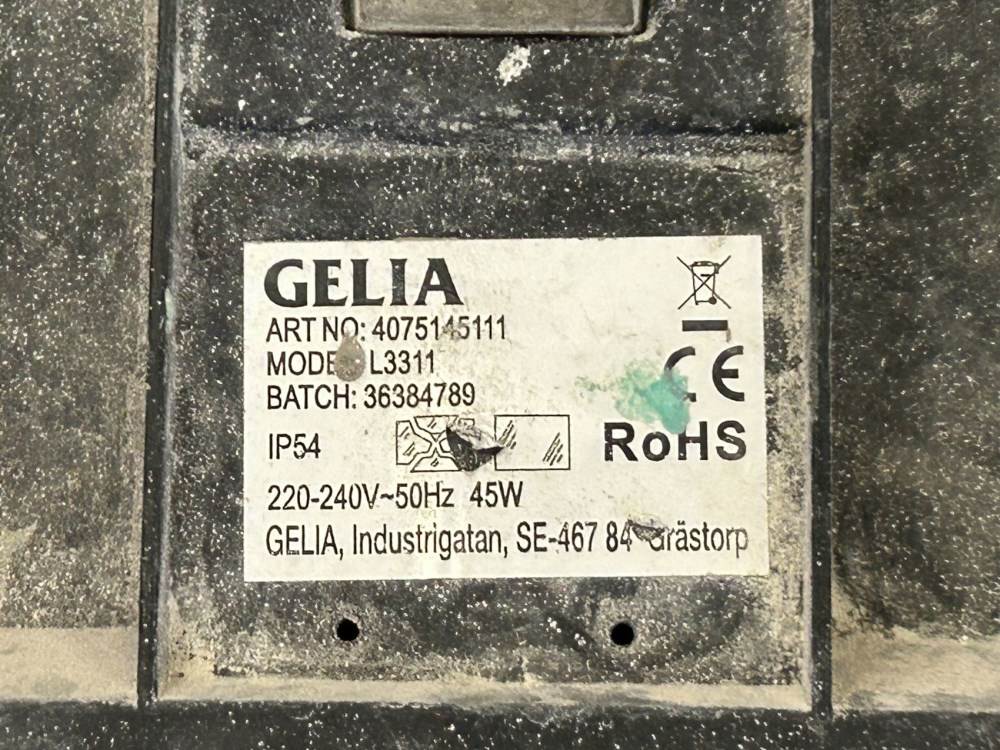 GELIA
ART NO: 4075145111
MODEL: L3311
BATCH: 36384789
CE
IP54
RoHS
220-240V~50Hz 45W
GELIA, Industrigatan, SE-467 84 Grästorp